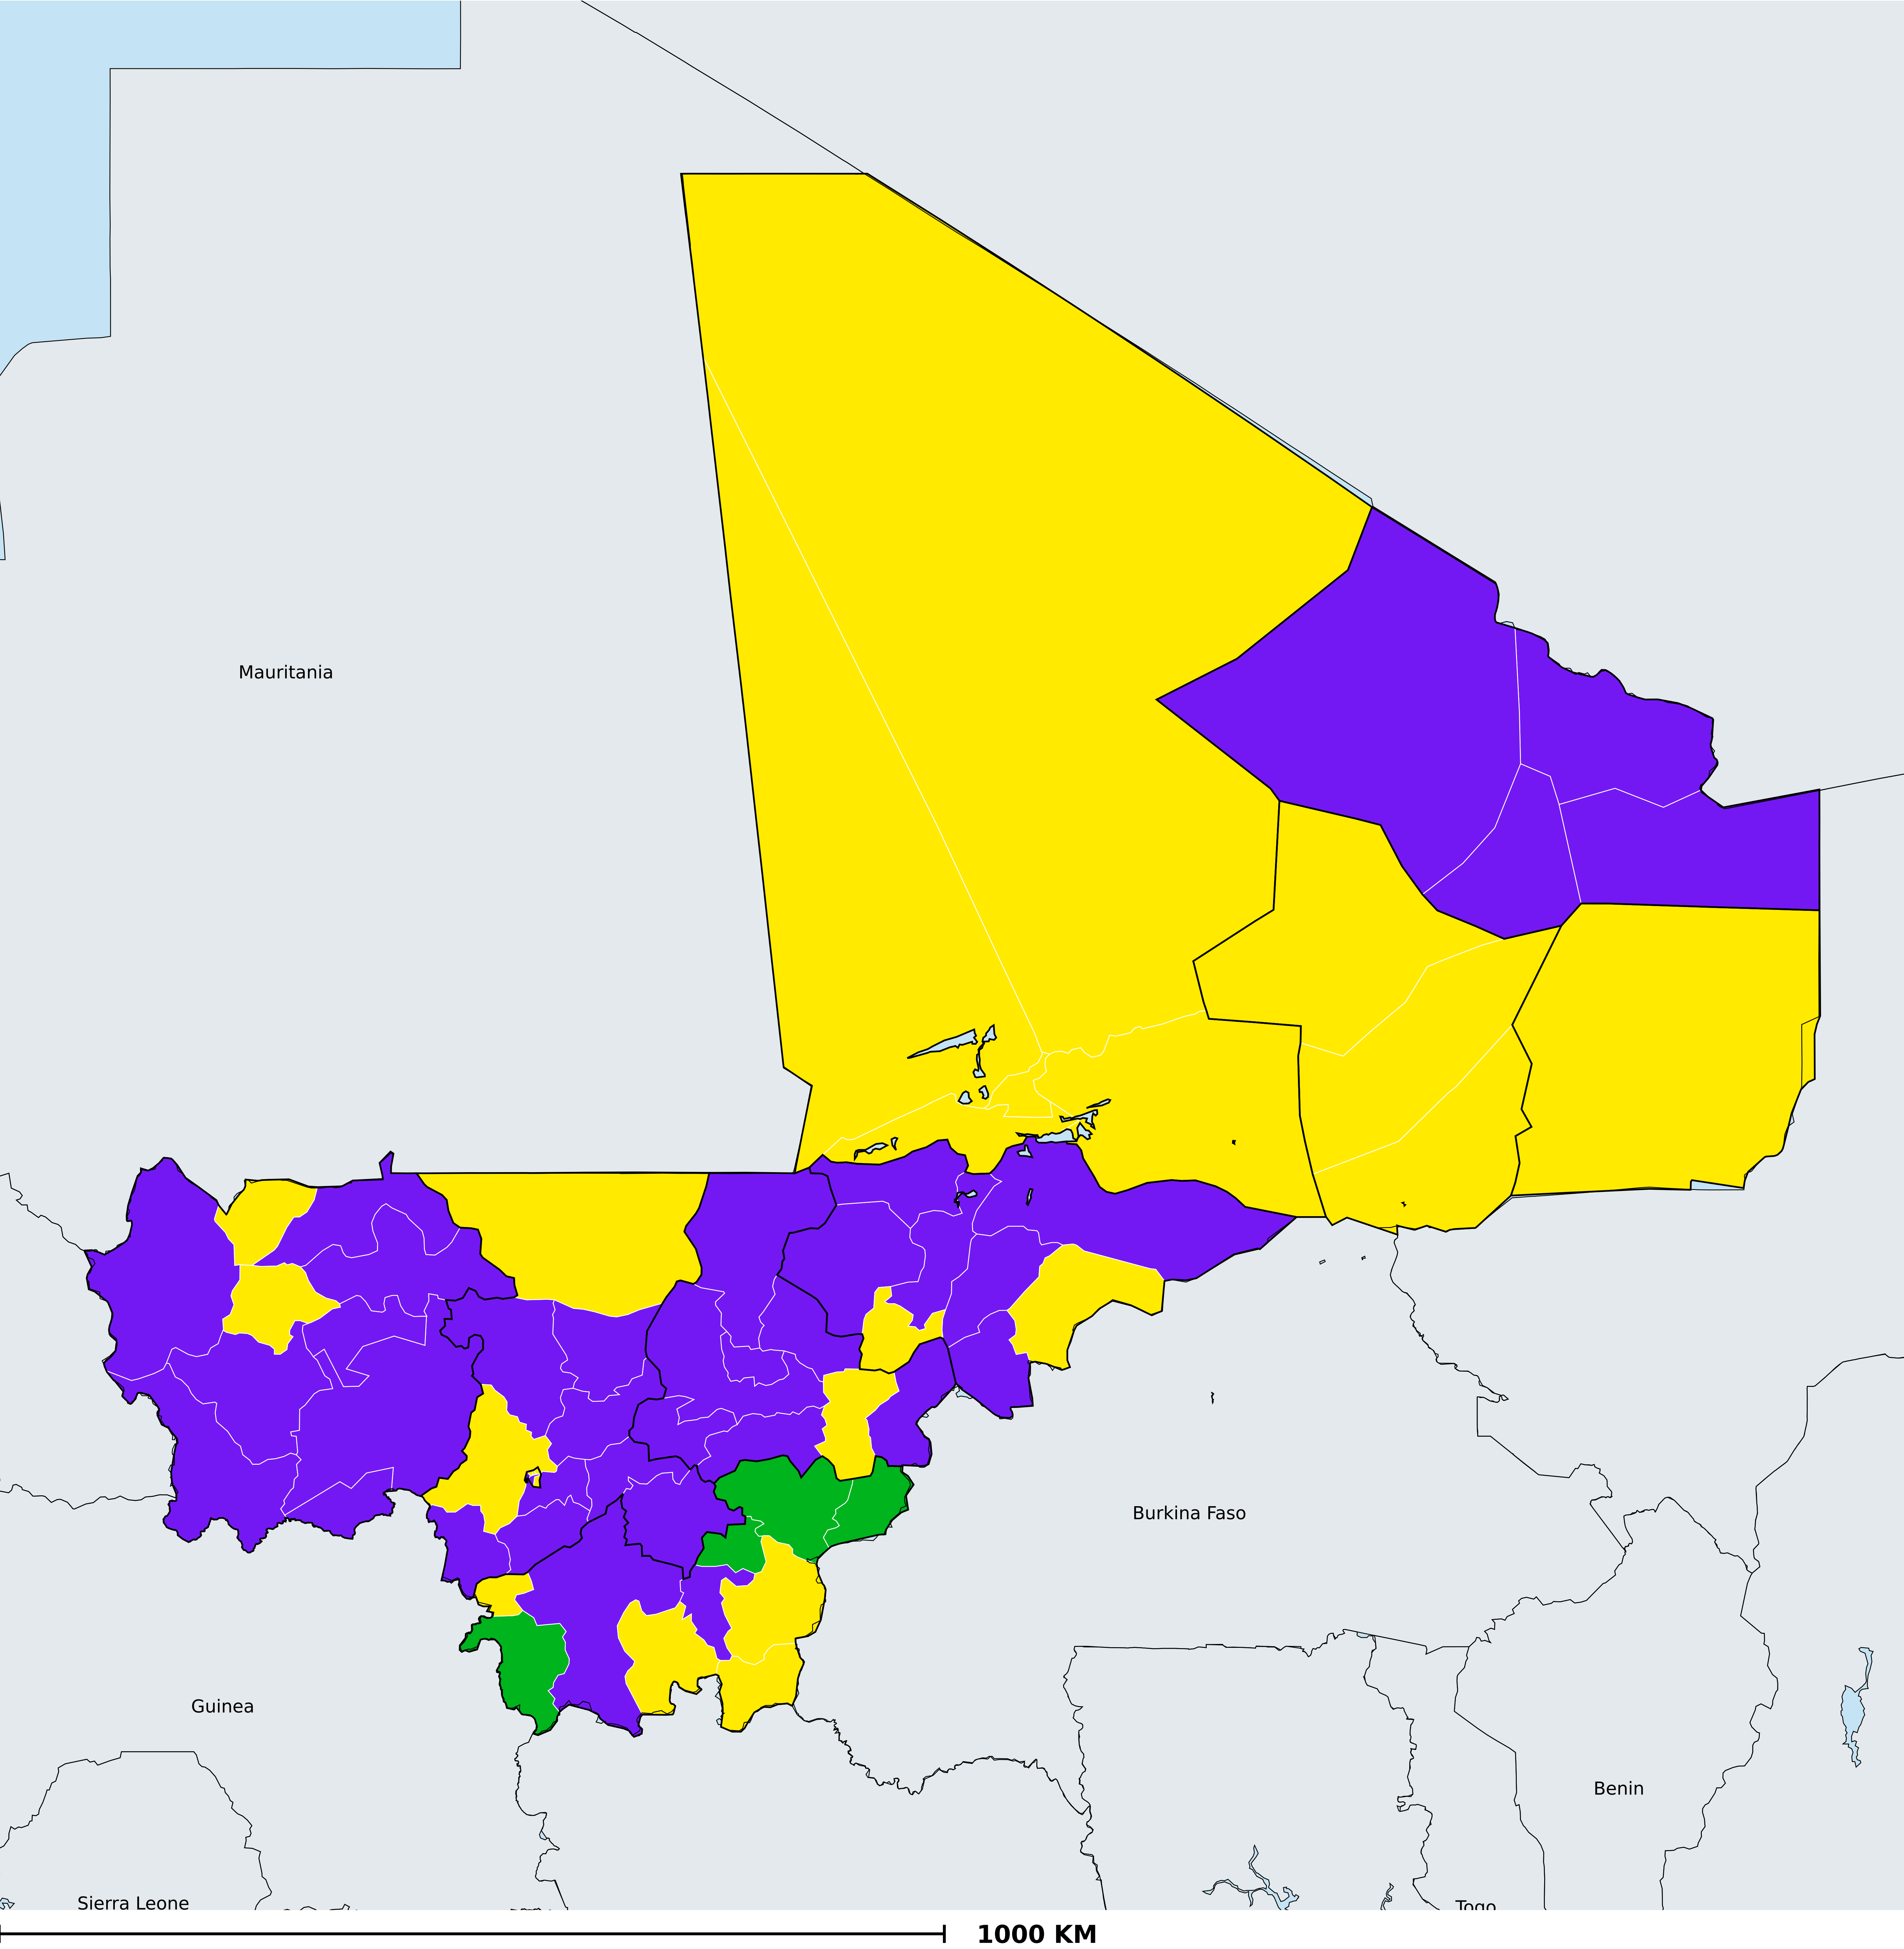 Mauritania
Burkina Faso
Guinea
Benin
Sierra Leone
Togo
1000 KM